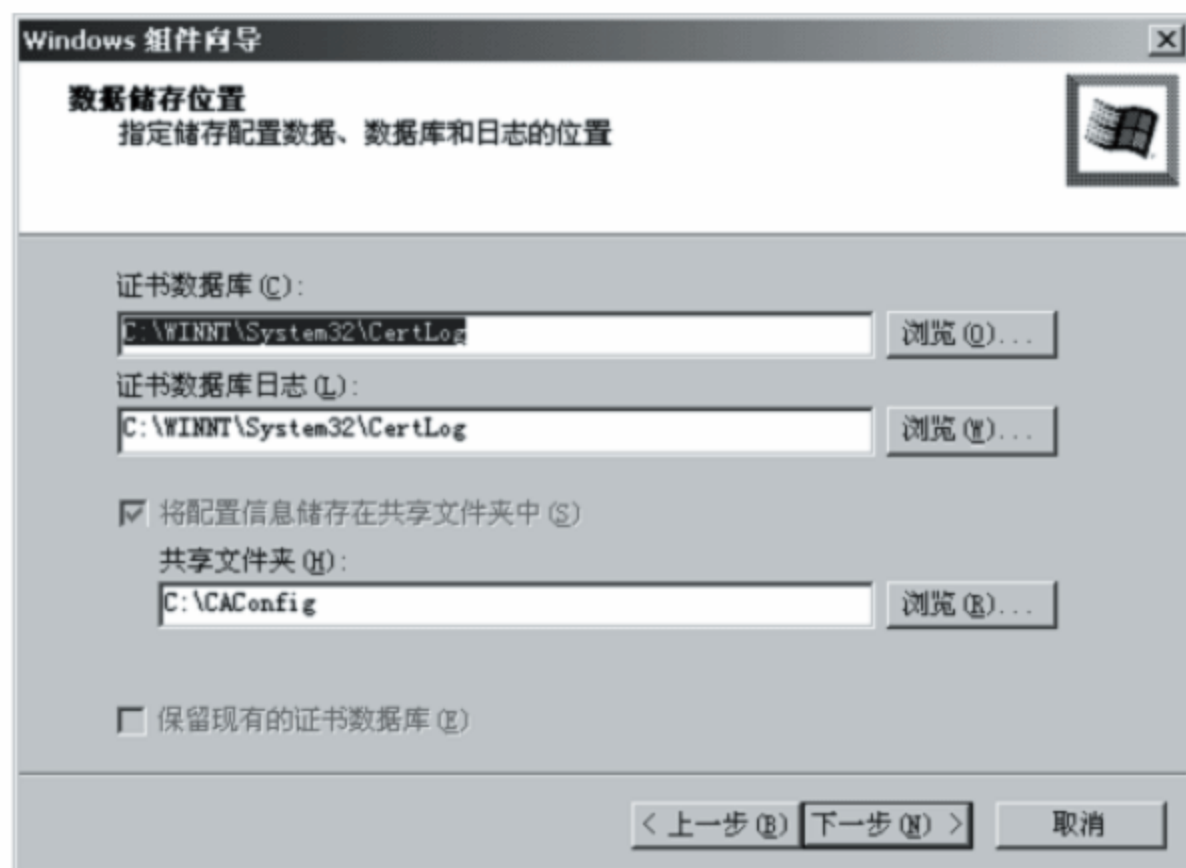 Windows 组件向导
数据储存位置
指定储存配置数据、数据库和日志的位置
证书数据库(C):
C:\WINNT\System32\CertLog
浏览(O)...
证书数据库日志(L):
C:\WINNT\System32\CertLog
浏览(W)...
将配置信息储存在共享文件夹中(S)
共享文件夹(H):
C:\CAConfig
浏览(R)...
保留现有的证书数据库(E)
< 上一步(B) 下一步(N) > 取消